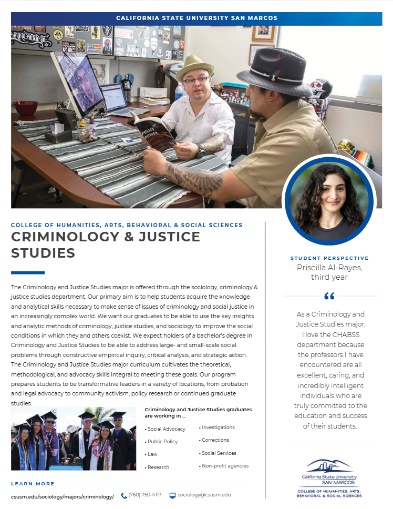 CALIFORNIA STATE UNIVERSITY SAN MARCOS
COLLEGE OF HUMANITIES, ARTS, BEHAVIORAL & SOCIAL SCIENCES
CRIMINOLOGY & JUSTICE
STUDIES
The Criminology and Justice Studies major is offered through the sociology, criminology &
justice studies department. Our primary aim is to help students acquire the knowledge
and analytical skills necessary to make sense of issues of criminology and social justice in
an increasingly complex world. We want our graduates to be able to use the key insights
and analytic methods of criminology, justice studies, and sociology to improve the social
conditions in which they and others coexist. We expect holders of a bachelor's degree in
Criminology and Justice Studies to be able to address large- and small-scale social
problems through constructive empirical inquiry, critical analysis, and strategic action.
The Criminology and Justice Studies major curriculum cultivates the theoretical,
methodological, and advocacy skills integral to meeting these goals. Our program
prepares students to be transformative leaders in a variety of locations, from probation
and legal advocacy to community activism, policy research or continued graduate
studies.
Criminology and Justice Studies graduates
are working in ...
• Social Advocacy
• Public Policy
• Law
• Research
• Investigations
• Corrections
• Social Services
• Non-profit agencies
LEARN MORE
csusm.edu/sociology/majors/criminology/
(760) 750-4117
sociology@csusm.edu
STUDENT PERSPECTIVE
Priscilla Al-Rayes,
third year
“
As a Criminology and
Justice Studies major,
I love the CHABSS
department because
the professors I have
encountered are all
excellent, caring, and
incredibly intelligent
individuals who are
truly committed to the
education and success
of their students.
California State University
SAN MARCOS
COLLEGE OF HUMANITIES, ARTS,
BEHAVIORAL & SOCIAL SCIENCES